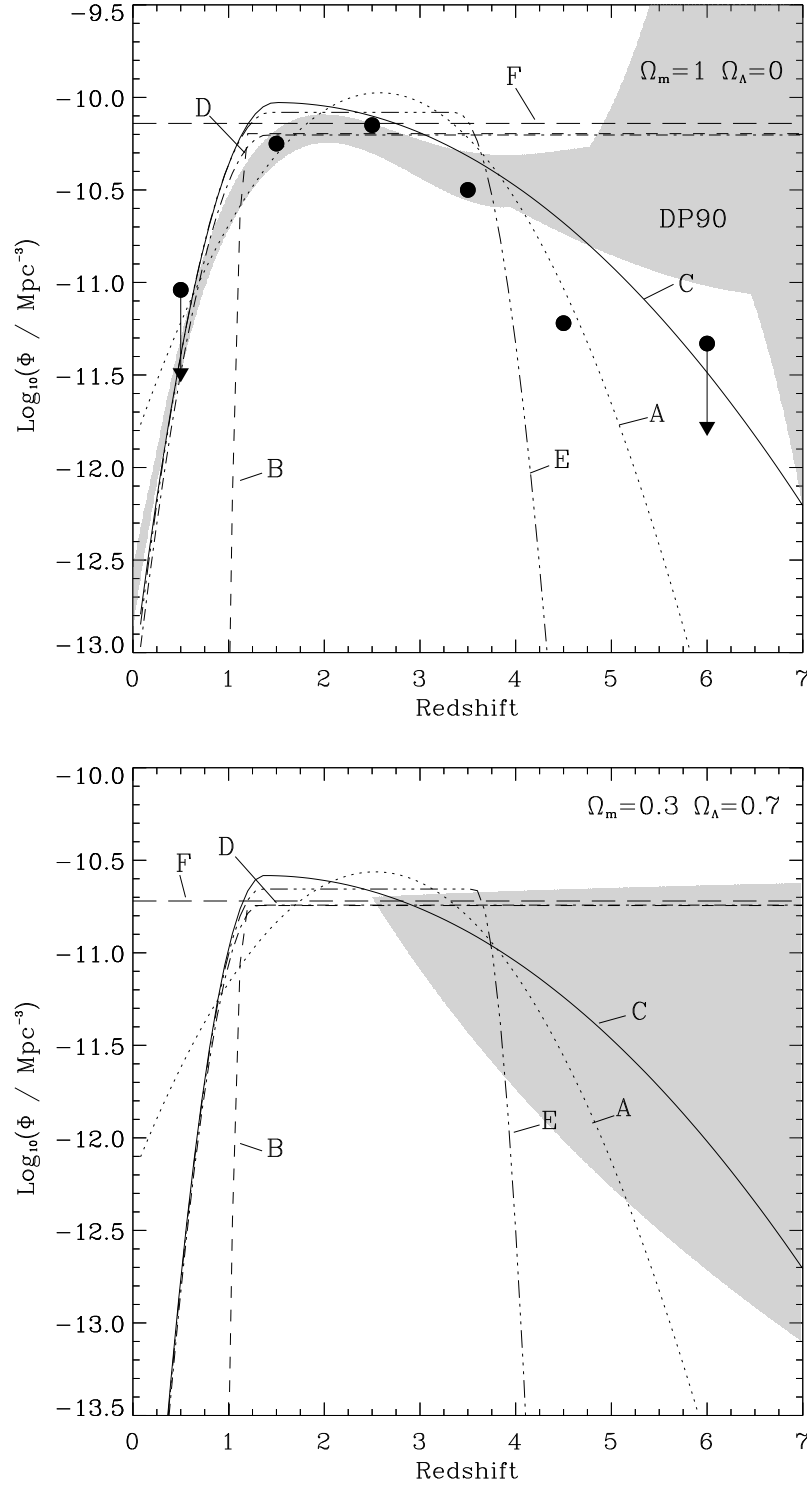 −9.5
−10.0
−10.5
−11.0
−11.5
−12.0
−12.5
−13.0
Log₁₀(Φ / Mpc⁻³)
Ωₘ=1 Ω_Λ=0
F
D
DP90
C
A
E
B
0 1 2 3 4 5 6 7
Redshift
−10.0
−10.5
−11.0
−11.5
−12.0
−12.5
−13.0
−13.5
Log₁₀(Φ / Mpc⁻³)
Ωₘ=0.3 Ω_Λ=0.7
D
F
C
A
E
B
0 1 2 3 4 5 6 7
Redshift